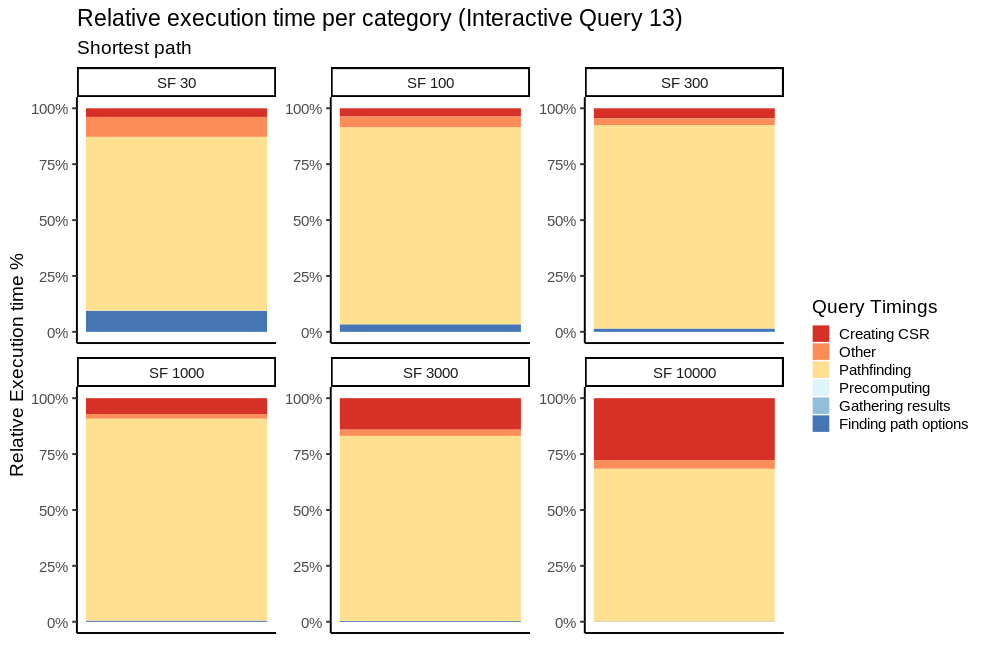 Relative execution time per category (Interactive Query 13)
Shortest path
SF 30
SF 100
SF 300
100%
75%
50%
25%
0%
100%
75%
50%
25%
0%
100%
75%
50%
25%
0%
SF 1000
SF 3000
SF 10000
100%
75%
50%
25%
0%
100%
75%
50%
25%
0%
100%
75%
50%
25%
0%
Relative Execution time %
Query Timings
Creating CSR
Other
Pathfinding
Precomputing
Gathering results
Finding path options